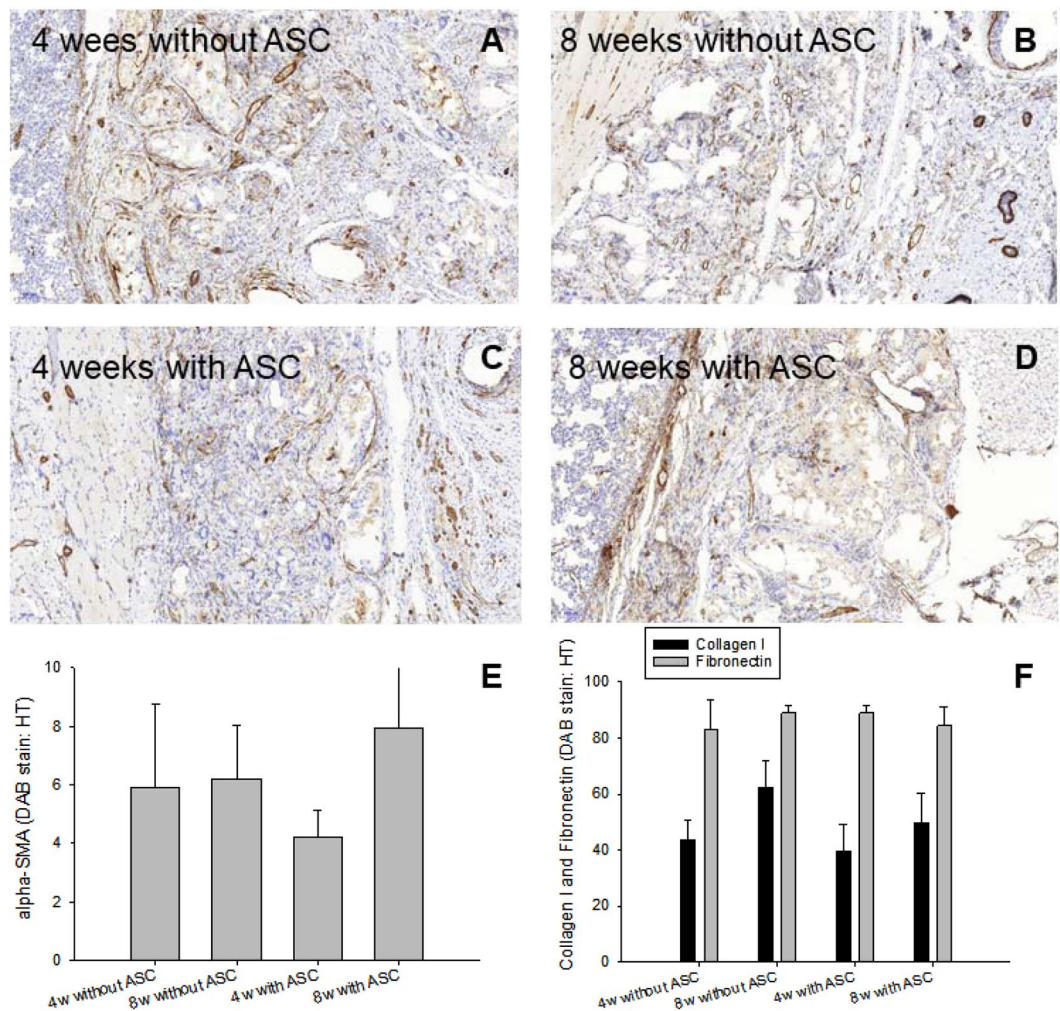 4 wees without ASC A
8 weeks without ASC B
4 weeks with ASC C
8 weeks with ASC D
E
alpha-SMA (DAB stain: HT)
10
8
6
4
2
0
4w without ASC
8w without ASC
4w with ASC
8w with ASC
Collagen I
Fibronectin
F
Collagen I and Fibronectin (DAB stain: HT)
100
80
60
40
20
0
4w without ASC
8w without ASC
4w with ASC
8w with ASC